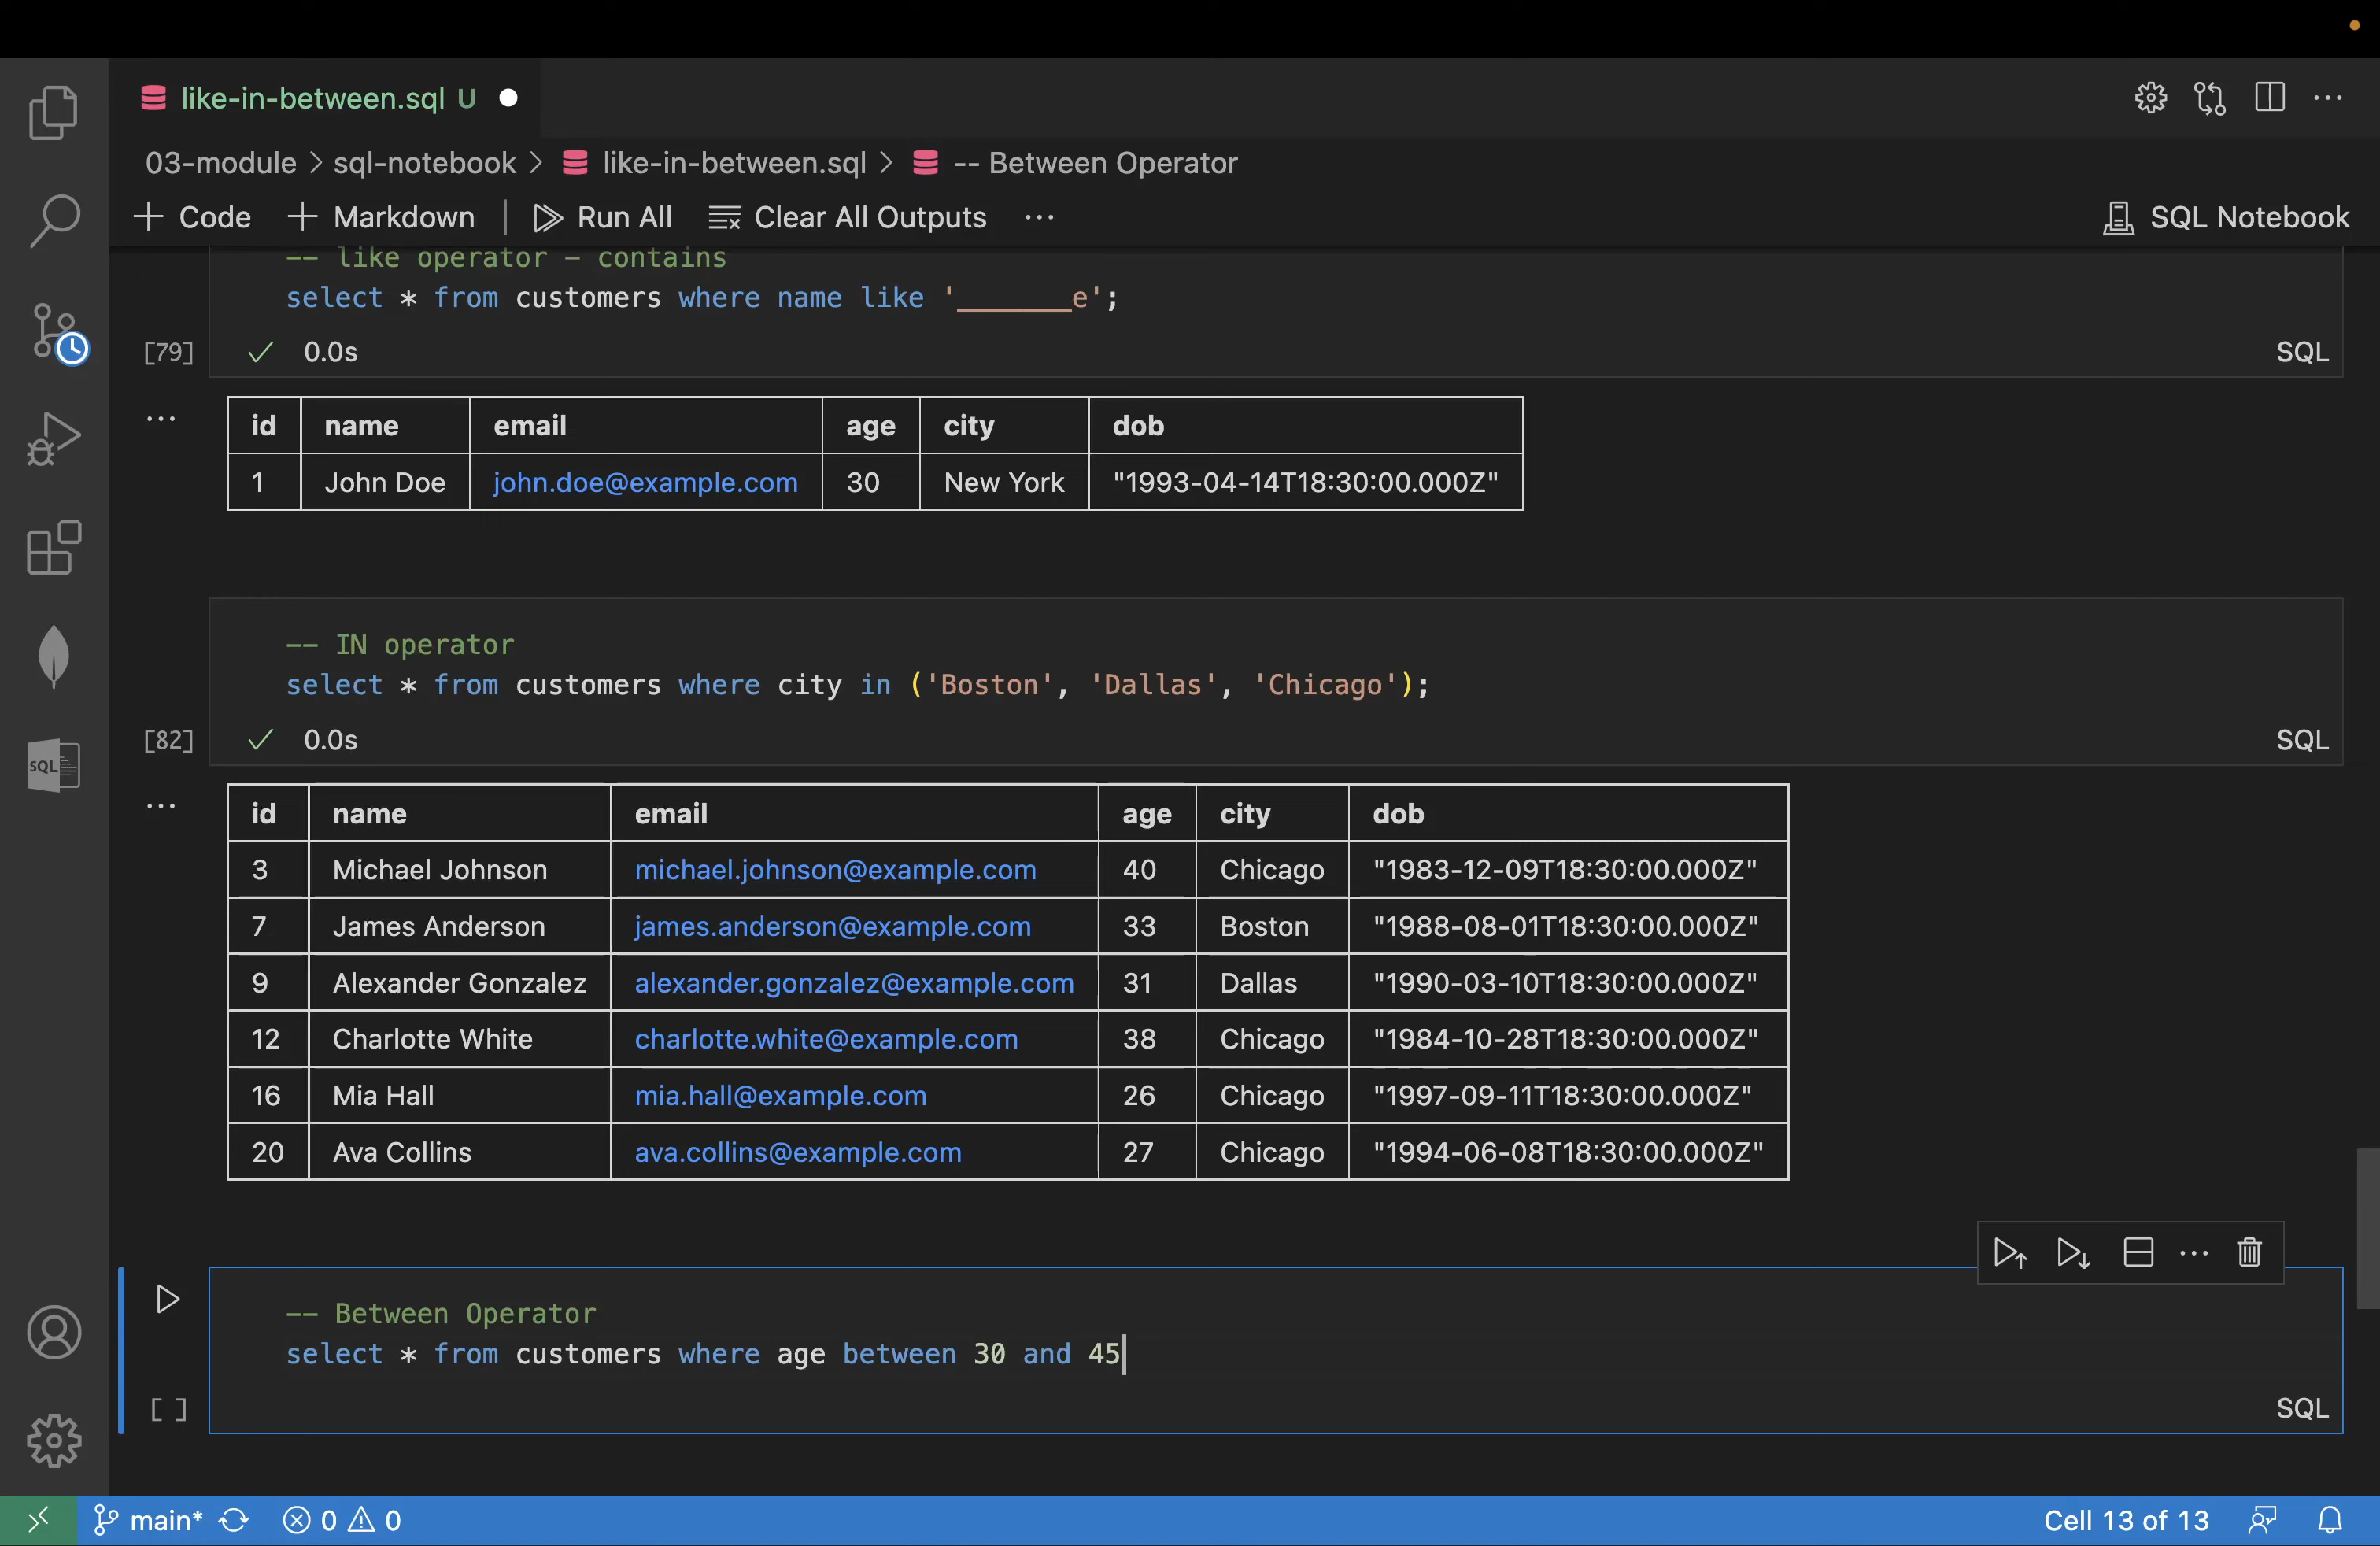 like-in-between.sql U
03-module > sql-notebook > like-in-between.sql > -- Between Operator
+ Code + Markdown | Run All Clear All Outputs ... SQL Notebook
-- like operator - contains
select * from customers where name like '_______e';
[79] 0.0s SQL
id name email age city dob
1 John Doe john.doe@example.com 30 New York "1993-04-14T18:30:00.000Z"
-- IN operator
select * from customers where city in ('Boston', 'Dallas', 'Chicago');
[82] 0.0s SQL
id name email age city dob
3 Michael Johnson michael.johnson@example.com 40 Chicago "1983-12-09T18:30:00.000Z"
7 James Anderson james.anderson@example.com 33 Boston "1988-08-01T18:30:00.000Z"
9 Alexander Gonzalez alexander.gonzalez@example.com 31 Dallas "1990-03-10T18:30:00.000Z"
12 Charlotte White charlotte.white@example.com 38 Chicago "1984-10-28T18:30:00.000Z"
16 Mia Hall mia.hall@example.com 26 Chicago "1997-09-11T18:30:00.000Z"
20 Ava Collins ava.collins@example.com 27 Chicago "1994-06-08T18:30:00.000Z"
-- Between Operator
select * from customers where age between 30 and 45
[ ] SQL
SQL
main* 0 0 Cell 13 of 13